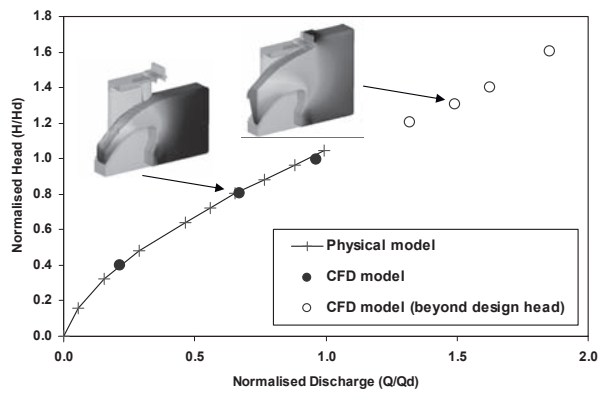 1.8
1.6
1.4
1.2
1.0
0.8
0.6
0.4
0.2
0.0
Normalised Head (H/Hd)
Physical model
CFD model
CFD model (beyond design head)
0.0 0.5 1.0 1.5 2.0
Normalised Discharge (Q/Qd)